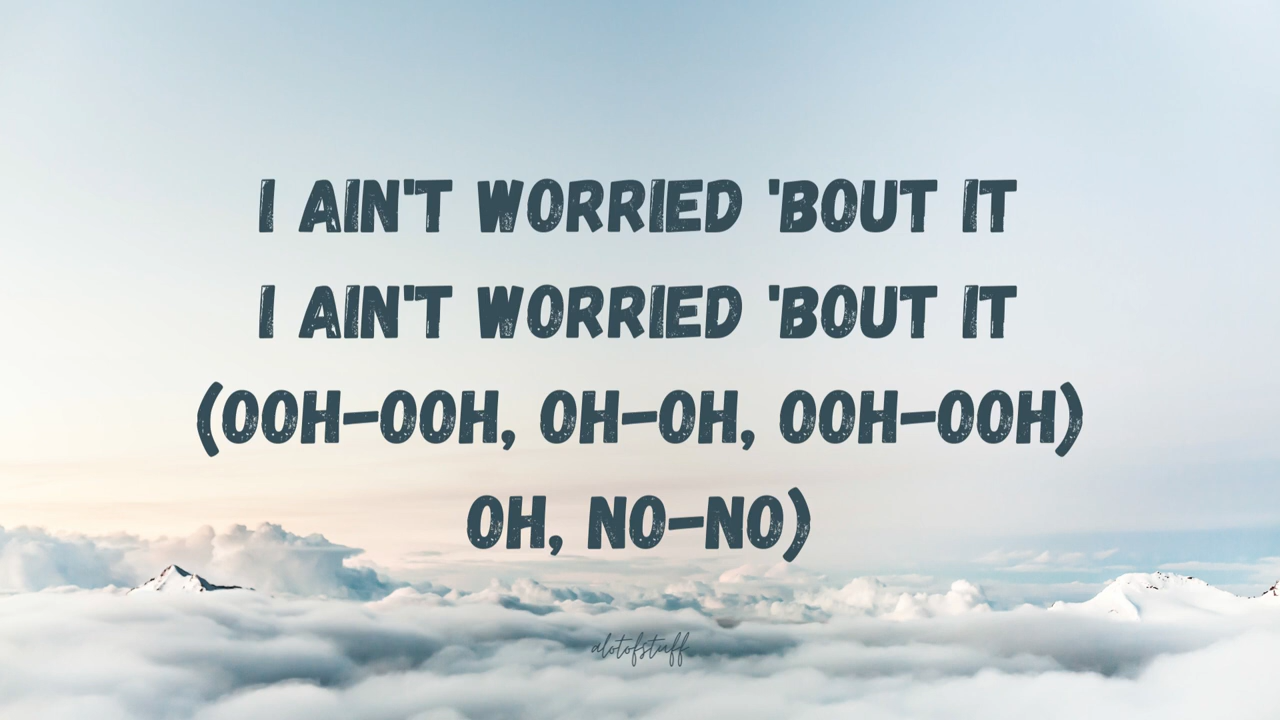 I AIN'T WORRIED 'BOUT IT
I AIN'T WORRIED 'BOUT IT
(OOH-OOH, OH-OH, OOH-OOH)
OH, NO-NO)
alotofstuff